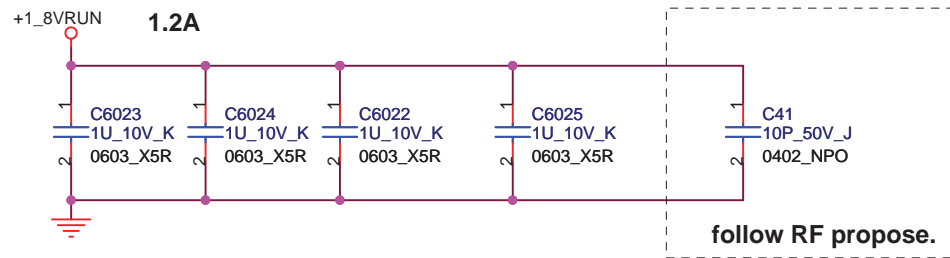 +1_8VRUN
1.2A
1
C6023
1U_10V_K
2
0603_X5R
1
C6024
1U_10V_K
2
0603_X5R
1
C6022
1U_10V_K
2
0603_X5R
1
C6025
1U_10V_K
2
0603_X5R
1
C41
10P_50V_J
2
0402_NPO
follow RF propose.